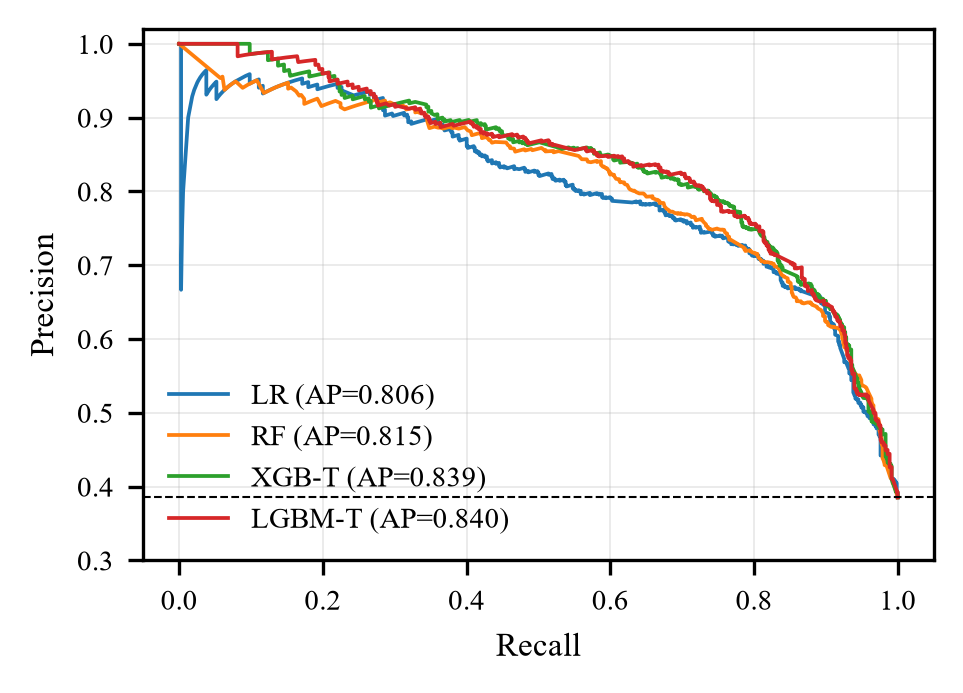 1.0
0.9
0.8
0.7
0.6
0.5
0.4
0.3
Precision
LR (AP=0.806)
RF (AP=0.815)
XGB-T (AP=0.839)
LGBM-T (AP=0.840)
0.0 0.2 0.4 0.6 0.8 1.0
Recall